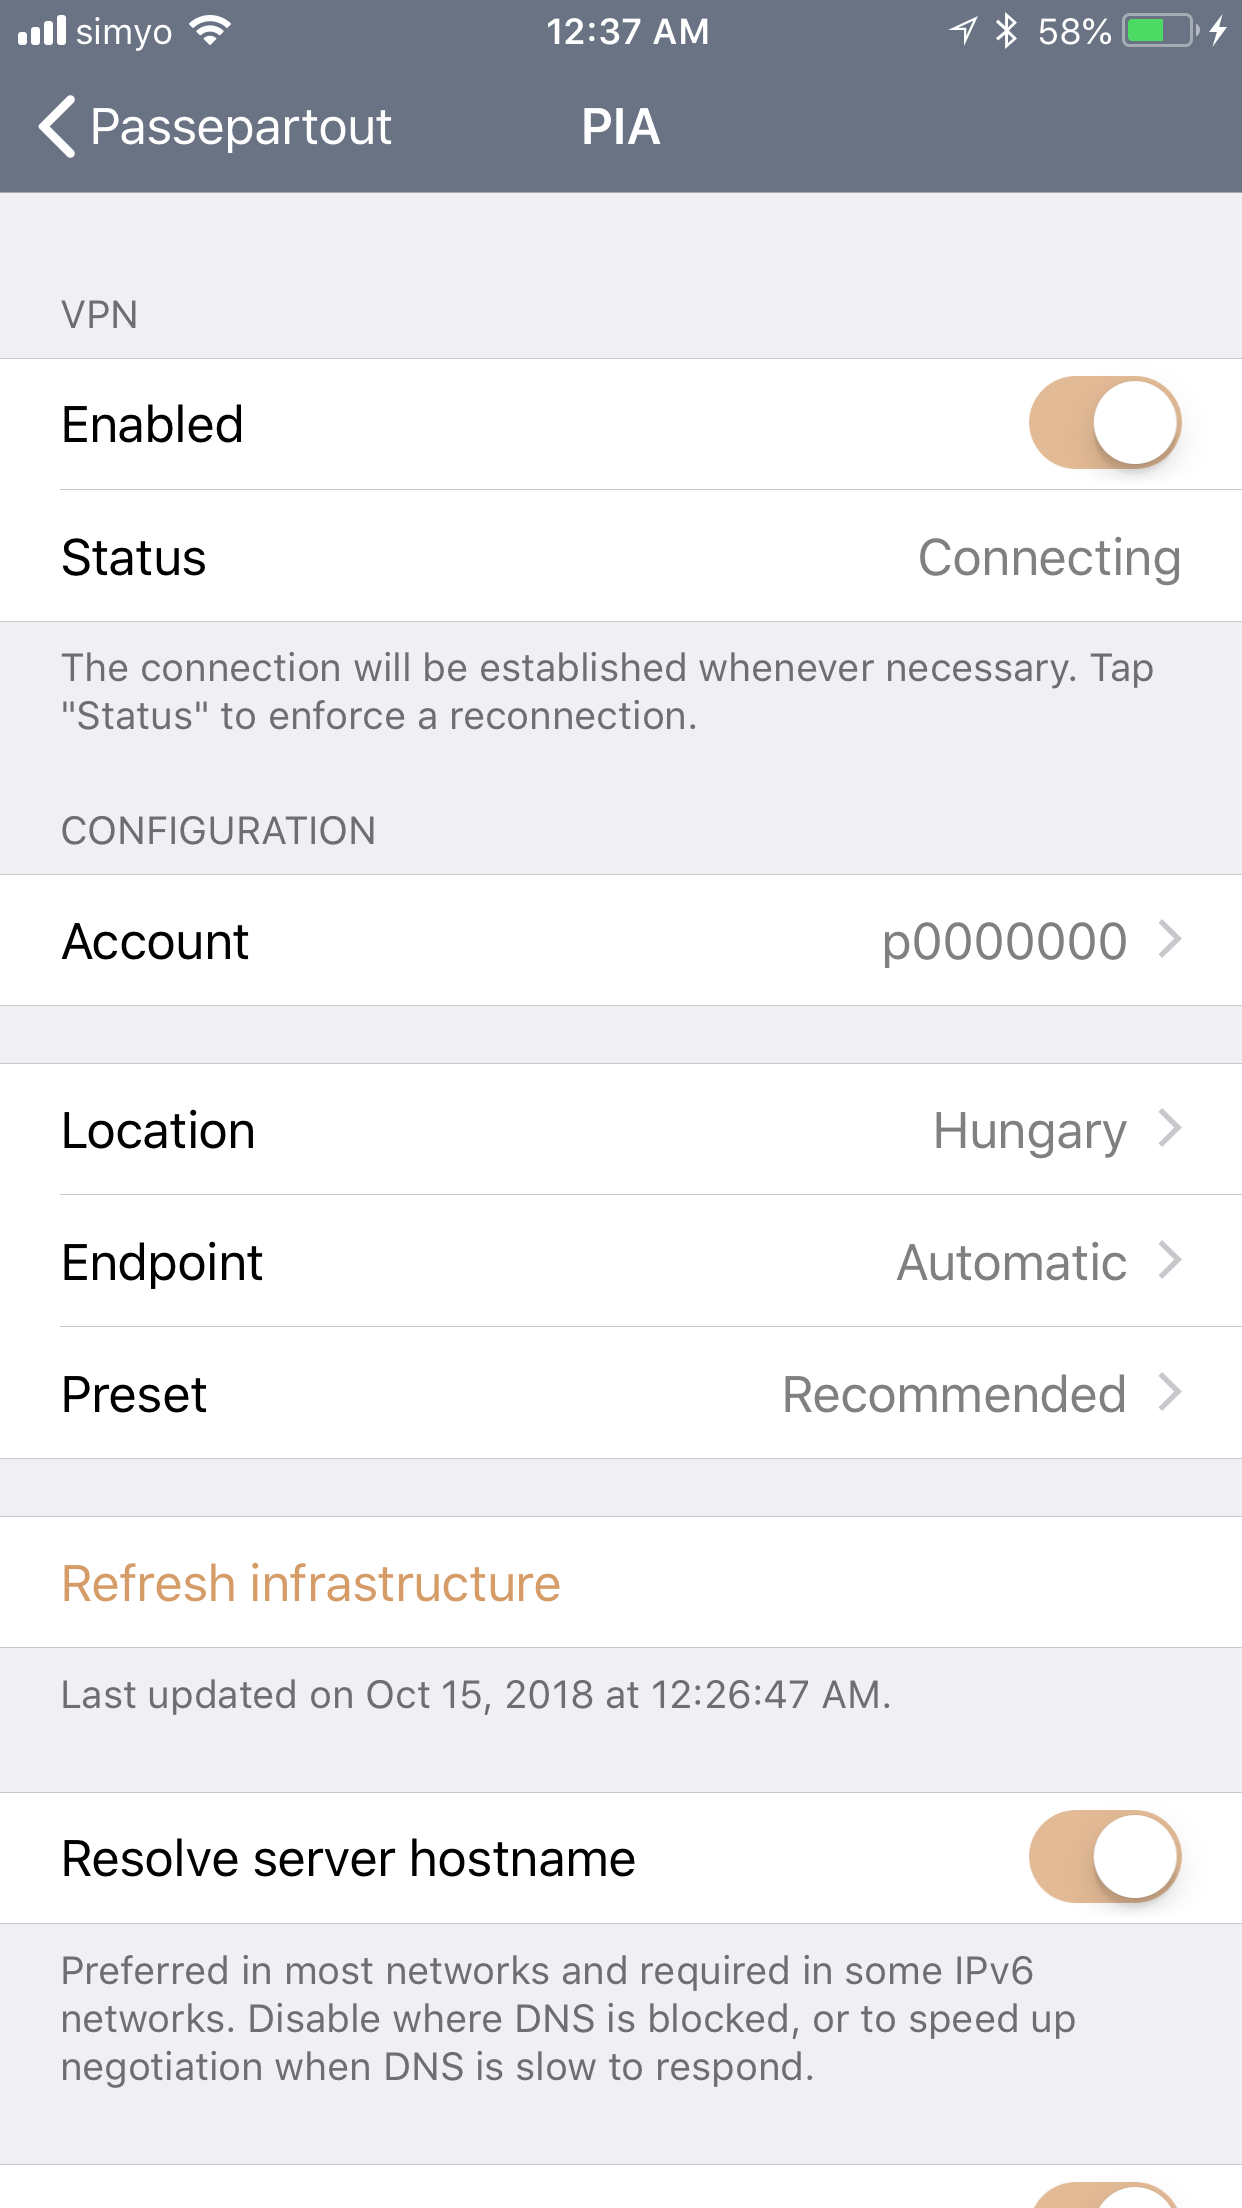 simyo 12:37 AM 58%
Passepartout PIA
VPN
Enabled
Status Connecting
The connection will be established whenever necessary. Tap
"Status" to enforce a reconnection.
CONFIGURATION
Account p0000000
Location Hungary
Endpoint Automatic
Preset Recommended
Refresh infrastructure
Last updated on Oct 15, 2018 at 12:26:47 AM.
Resolve server hostname
Preferred in most networks and required in some IPv6
networks. Disable where DNS is blocked, or to speed up
negotiation when DNS is slow to respond.